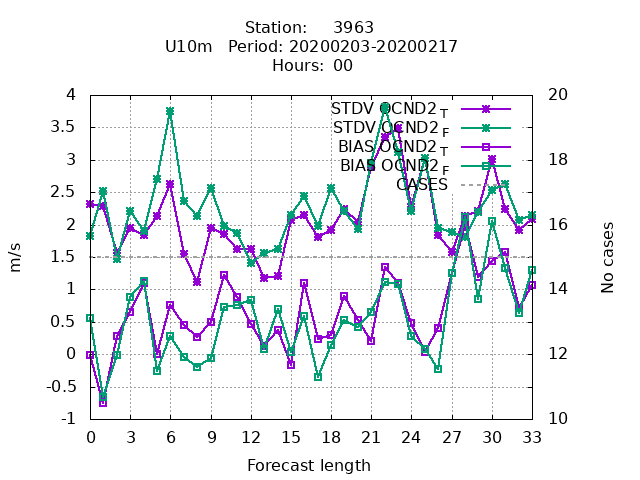 Station: 3963
U10m Period: 20200203-20200217
Hours: 00
STDV OCND2 T
STDV OCND2 F
BIAS OCND2 T
BIAS OCND2 F
CASES
4
3.5
3
2.5
2
1.5
1
0.5
0
-0.5
-1
20
18
16
14
12
10
m/s
No cases
0 3 6 9 12 15 18 21 24 27 30 33
Forecast length